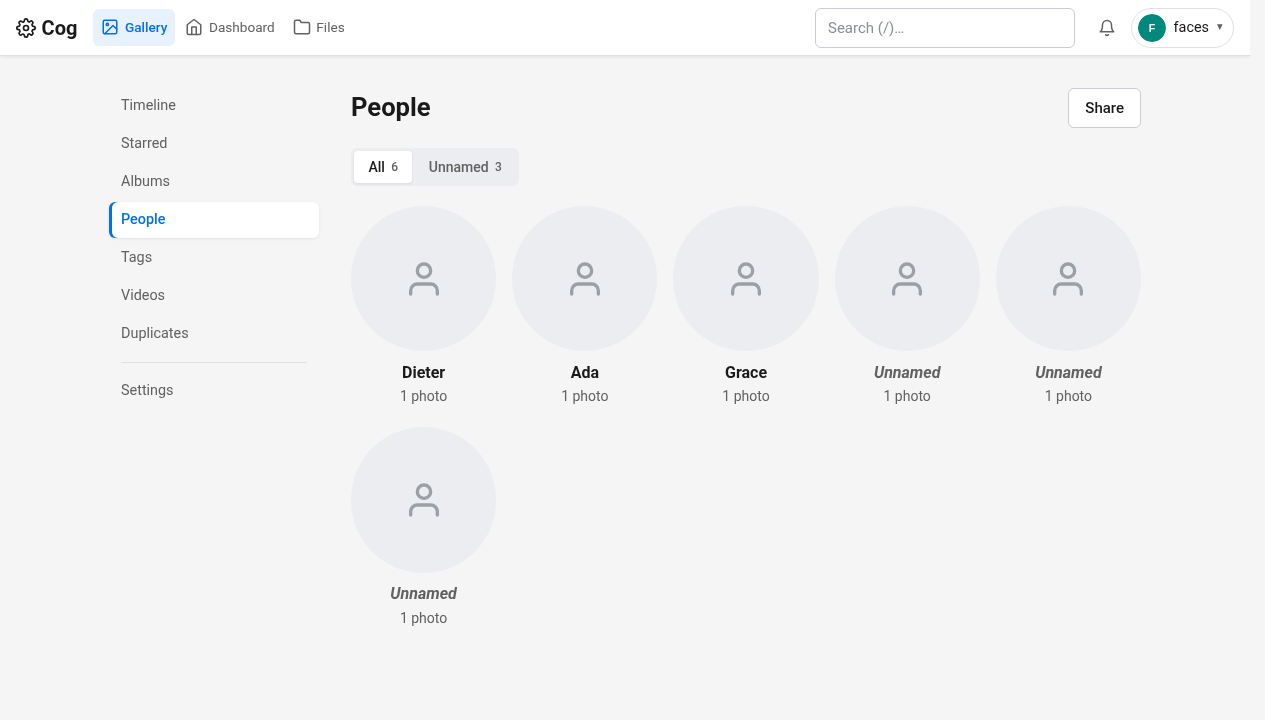 Cog
Gallery
Dashboard
Files
Search (/)...
F
faces
Timeline
Starred
Albums
People
Tags
Videos
Duplicates
Settings
People
Share
All 6
Unnamed 3
Dieter
1 photo
Ada
1 photo
Grace
1 photo
Unnamed
1 photo
Unnamed
1 photo
Unnamed
1 photo